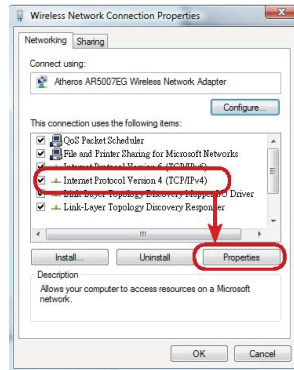 Wireless Network Connection Properties
Networking Sharing
Connect using:
Atheros AR5007EG Wireless Network Adapter
Configure...
This connection uses the following items:
QoS Packet Scheduler
File and Printer Sharing for Microsoft Networks
Internet Protocol Version 6 (TCP/IPv6)
Internet Protocol Version 4 (TCP/IPv4)
Link-Layer Topology Discovery Mapper I/O Driver
Link-Layer Topology Discovery Responder
Install... Uninstall Properties
Description
Allows your computer to access resources on a Microsoft
network.
OK Cancel